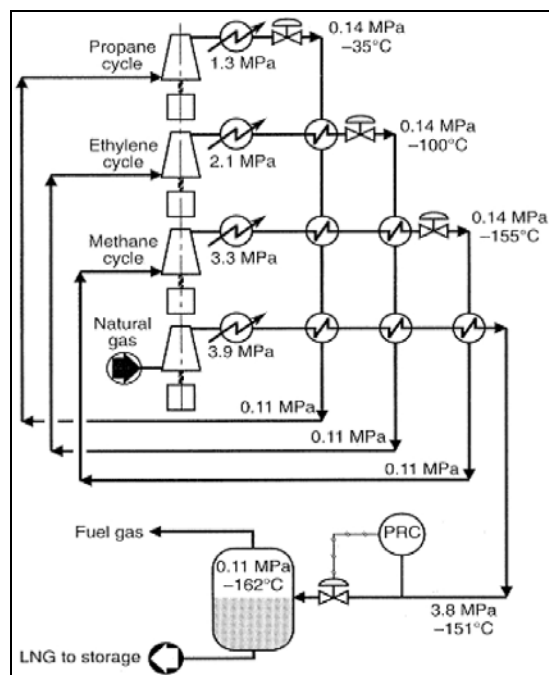 Propane
cycle
1.3 MPa
0.14 MPa
–35°C
Ethylene
cycle
2.1 MPa
0.14 MPa
–100°C
Methane
cycle
3.3 MPa
0.14 MPa
–155°C
Natural
gas
3.9 MPa
0.11 MPa
0.11 MPa
0.11 MPa
Fuel gas
0.11 MPa
–162°C
PRC
3.8 MPa
–151°C
LNG to storage